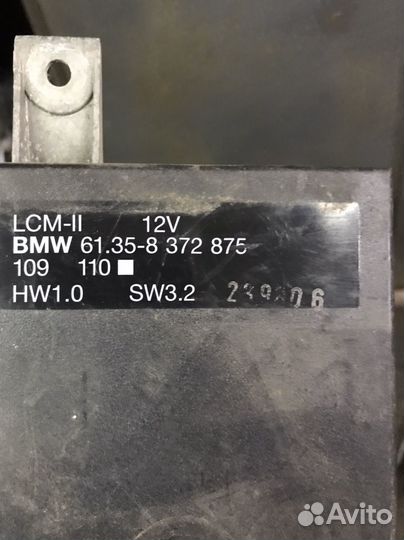 LCM-II 12V
BMW 61.35-8 372 875
109 110
HW1.0 SW3.2
Avito